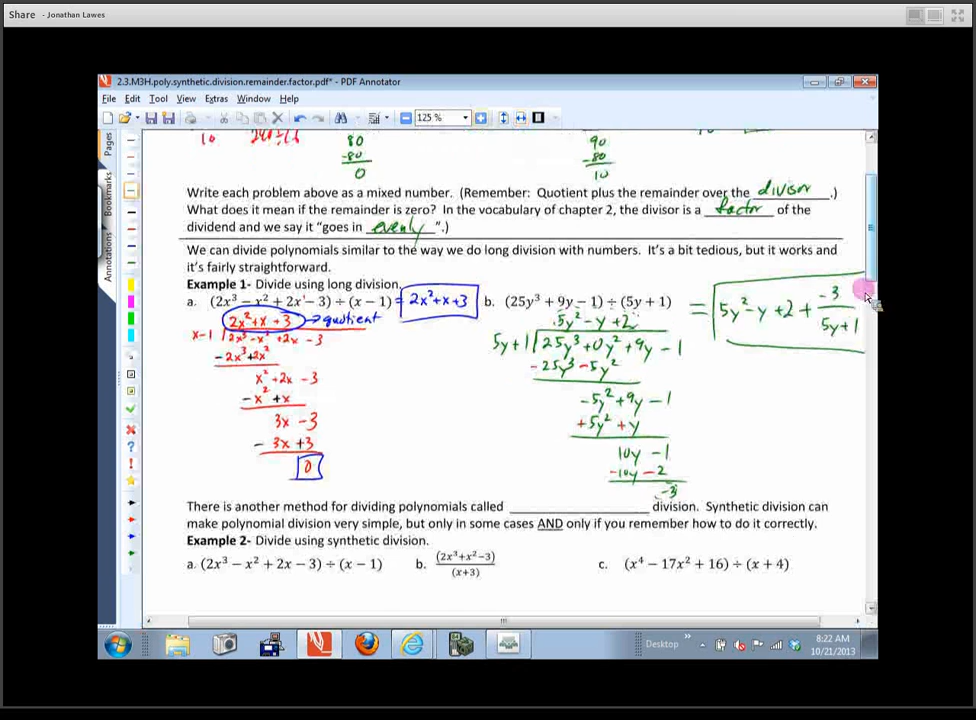 Share - Jonathan Lawes
2.3.M3H.poly.synthetic.division.remainder.factor.pdf* - PDF Annotator
File Edit Tool View Extras Window Help
125 %
Pages
Bookmarks
Annotations
10
80
-80
0
90
-80
10
Write each problem above as a mixed number. (Remember: Quotient plus the remainder over the divisor.)
What does it mean if the remainder is zero? In the vocabulary of chapter 2, the divisor is a factor of the
dividend and we say it "goes in evenly".)
We can divide polynomials similar to the way we do long division with numbers. It's a bit tedious, but it works and
it's fairly straightforward.
Example 1- Divide using long division.
a. (2x³ − x² + 2x − 3) ÷ (x − 1) = 2x²+x+3
2x²+x+3 → quotient
x-1 2x³-x²+2x-3
-2x³+2x²
x²+2x-3
-x²+x
3x-3
-3x+3
0
b. (25y³ + 9y − 1) ÷ (5y + 1) = 5y²-y+2+ -3
5y+1
5y²-y+2
5y+1 25y³+0y²+9y-1
-25y³-5y²
-5y²+9y-1
+5y²+y
10y-1
-10y-2
-3
There is another method for dividing polynomials called ____________________ division. Synthetic division can
make polynomial division very simple, but only in some cases AND only if you remember how to do it correctly.
Example 2- Divide using synthetic division.
a. (2x³ − x² + 2x − 3) ÷ (x − 1)
b. (2x³+x²−3)
(x+3)
c. (x⁴ − 17x² + 16) ÷ (x + 4)
Desktop
8:22 AM
10/21/2013